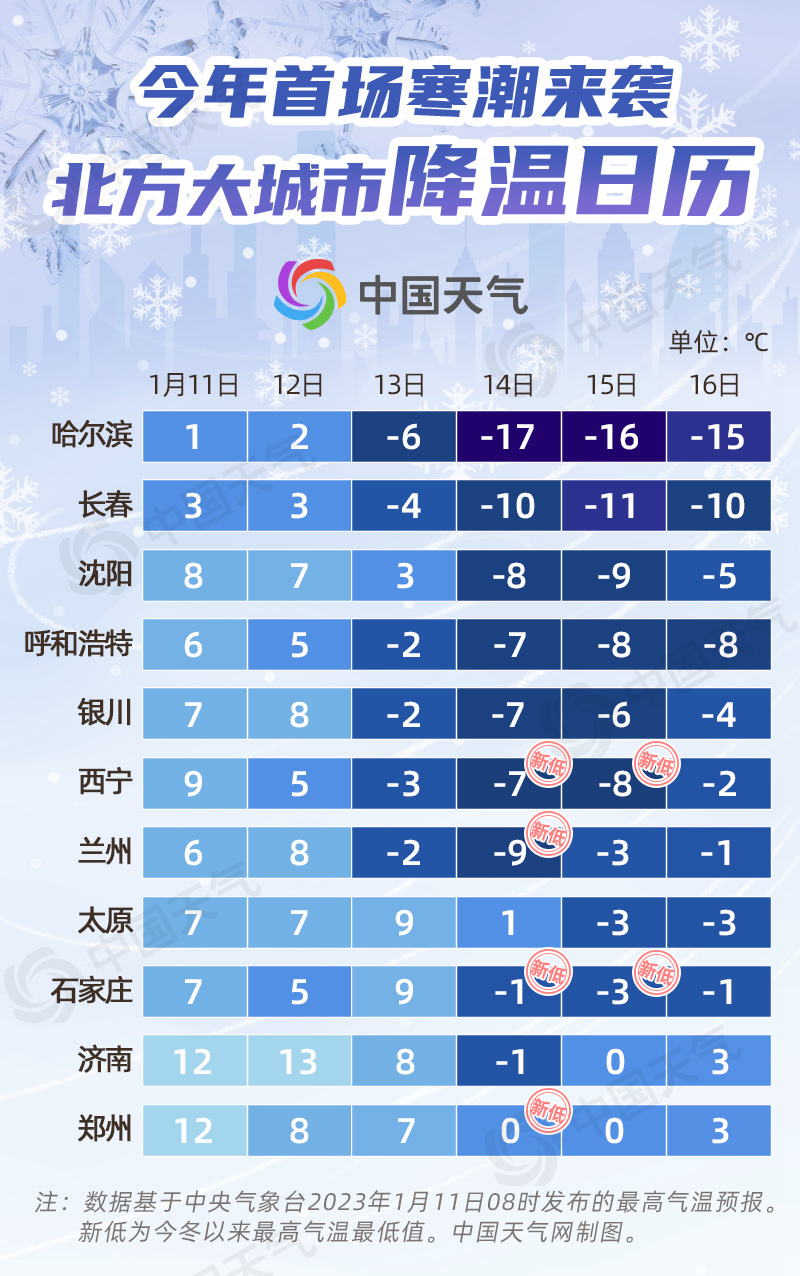 今年首场寒潮来袭
北方大城市降温日历
中国天气
单位：℃
1月11日 12日 13日 14日 15日 16日
哈尔滨 1 2 -6 -17 -16 -15
长春 3 3 -4 -10 -11 -10
沈阳 8 7 3 -8 -9 -5
呼和浩特 6 5 -2 -7 -8 -8
银川 7 8 -2 -7 -6 -4
西宁 9 5 -3 -7 新低 -8 新低 -2
兰州 6 8 -2 -9 新低 -3 -1
太原 7 7 9 1 -3 -3
石家庄 7 5 9 -1 新低 -3 新低 -1
济南 12 13 8 -1 0 3
郑州 12 8 7 0 新低 0 3
注：数据基于中央气象台2023年1月11日08时发布的最高气温预报。
新低为今冬以来最高气温最低值。中国天气网制图。